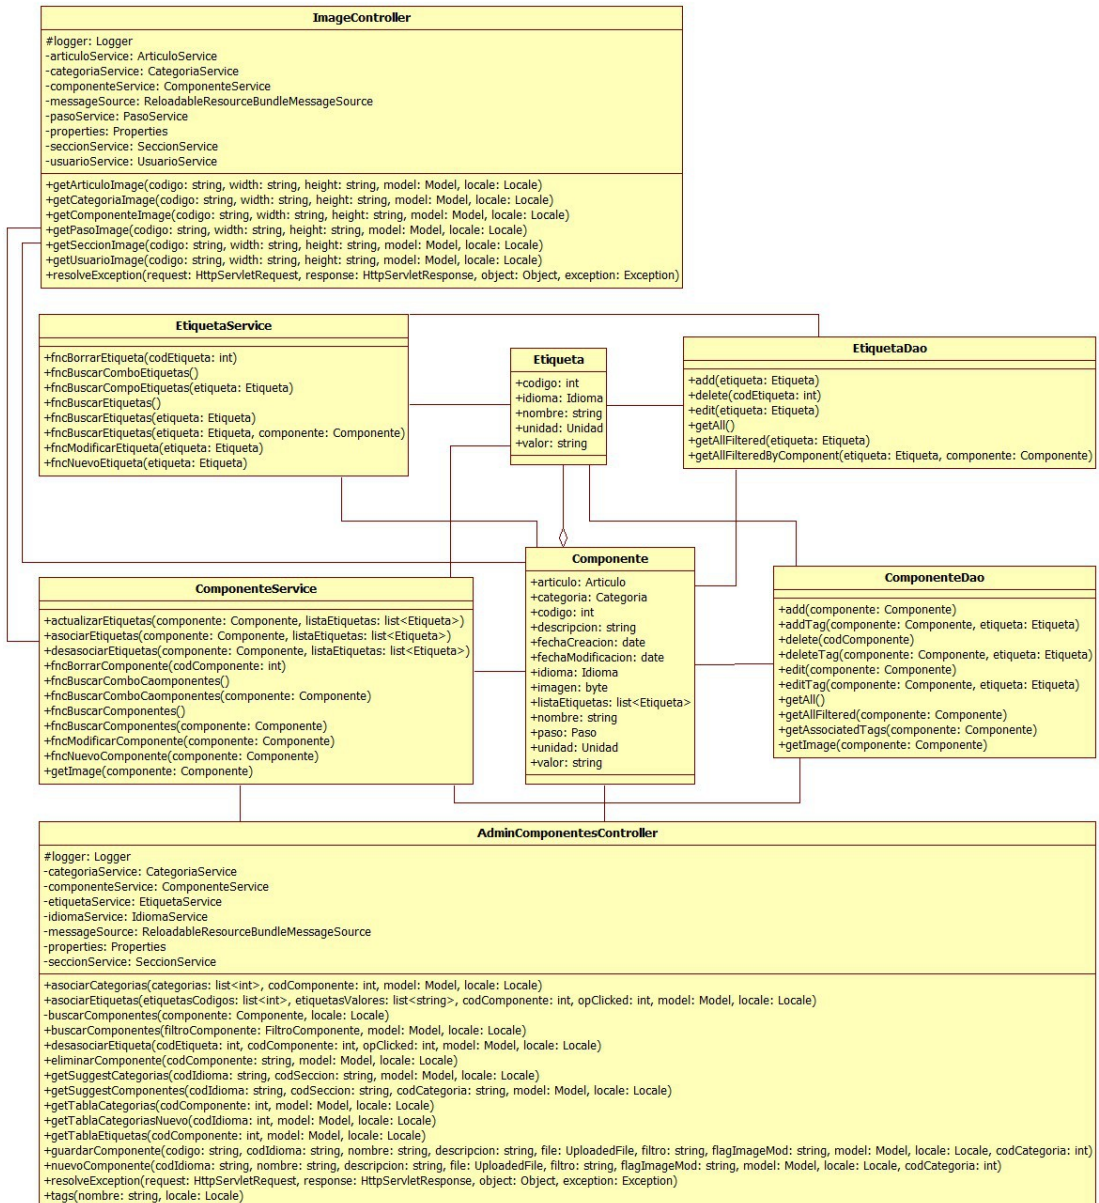 ImageController
#logger: Logger
-articuloService: ArticuloService
-categoriaService: CategoriaService
-componenteService: ComponenteService
-messageSource: ReloadableResourceBundleMessageSource
-pasoService: PasoService
-properties: Properties
-seccionService: SeccionService
-usuarioService: UsuarioService
+getArticuloImage(codigo: string, width: string, height: string, model: Model, locale: Locale)
+getCategoriaImage(codigo: string, width: string, height: string, model: Model, locale: Locale)
+getComponenteImage(codigo: string, width: string, height: string, model: Model, locale: Locale)
+getPasoImage(codigo: string, width: string, height: string, model: Model, locale: Locale)
+getSeccionImage(codigo: string, width: string, height: string, model: Model, locale: Locale)
+getUsuarioImage(codigo: string, width: string, height: string, model: Model, locale: Locale)
+resolveException(request: HttpServletRequest, response: HttpServletResponse, object: Object, exception: Exception)
EtiquetaService
+fncBorrarEtiqueta(codEtiqueta: int)
+fncBuscarComboEtiquetas()
+fncBuscarCompoEtiquetas(etiqueta: Etiqueta)
+fncBuscarEtiquetas()
+fncBuscarEtiquetas(etiqueta: Etiqueta)
+fncBuscarEtiquetas(etiqueta: Etiqueta, componente: Componente)
+fncModificarEtiqueta(etiqueta: Etiqueta)
+fncNuevoEtiqueta(etiqueta: Etiqueta)
Etiqueta
+codigo: int
+idioma: Idioma
+nombre: string
+unidad: Unidad
+valor: string
EtiquetaDao
+add(etiqueta: Etiqueta)
+delete(codEtiqueta: int)
+edit(etiqueta: Etiqueta)
+getAll()
+getAllFiltered(etiqueta: Etiqueta)
+getAllFilteredByComponent(etiqueta: Etiqueta, componente: Componente)
ComponenteService
+actualizarEtiquetas(componente: Componente, listaEtiquetas: list<Etiqueta>)
+asociarEtiquetas(componente: Componente, listaEtiquetas: list<Etiqueta>)
+desasociarEtiquetas(componente: Componente, listaEtiquetas: list<Etiqueta>)
+fncBorrarComponente(codComponente: int)
+fncBuscarComboCaomponentes()
+fncBuscarComboCaomponentes(componente: Componente)
+fncBuscarComponentes()
+fncBuscarComponentes(componente: Componente)
+fncModificarComponente(componente: Componente)
+fncNuevoComponente(componente: Componente)
+getImage(componente: Componente)
Componente
+articulo: Articulo
+categoria: Categoria
+codigo: int
+descripcion: string
+fechaCreacion: date
+fechaModificacion: date
+idioma: Idioma
+imagen: byte
+listaEtiquetas: list<Etiqueta>
+nombre: string
+paso: Paso
+unidad: Unidad
+valor: string
ComponenteDao
+add(componente: Componente)
+addTag(componente: Componente, etiqueta: Etiqueta)
+delete(codComponente)
+deleteTag(componente: Componente, etiqueta: Etiqueta)
+edit(componente: Componente)
+editTag(componente: Componente, etiqueta: Etiqueta)
+getAll()
+getAllFiltered(componente: Componente)
+getAssociatedTags(componente: Componente)
+getImage(componente: Componente)
AdminComponentesController
#logger: Logger
-categoriaService: CategoriaService
-componenteService: ComponenteService
-etiquetaService: EtiquetaService
-idiomaService: IdiomaService
-messageSource: ReloadableResourceBundleMessageSource
-properties: Properties
-seccionService: SeccionService
+asociarCategorias(categorias: list<int>, codComponente: int, model: Model, locale: Locale)
+asociarEtiquetas(etiquetasCodigos: list<int>, etiquetasValores: list<string>, codComponente: int, opClicked: int, model: Model, locale: Locale)
-buscarComponentes(componente: Componente, locale: Locale)
+buscarComponentes(filtroComponente: FiltroComponente, model: Model, locale: Locale)
+desasociarEtiqueta(codEtiqueta: int, codComponente: int, opClicked: int, model: Model, locale: Locale)
+eliminarComponente(codComponente: string, model: Model, locale: Locale)
+getSuggestCategorias(codIdioma: string, codSeccion: string, model: Model, locale: Locale)
+getSuggestComponentes(codIdioma: string, codSeccion: string, codCategoria: string, model: Model, locale: Locale)
+getTablaCategorias(codComponente: int, model: Model, locale: Locale)
+getTablaCategoriasNuevo(codIdioma: int, model: Model, locale: Locale)
+getTablaEtiquetas(codComponente: int, model: Model, locale: Locale)
+guardarComponente(codigo: string, codIdioma: string, nombre: string, descripcion: string, file: UploadedFile, filtro: string, flagImageMod: string, model: Model, locale: Locale, codCategoria: int)
+nuevoComponente(codIdioma: string, nombre: string, descripcion: string, file: UploadedFile, filtro: string, flagImageMod: string, model: Model, locale: Locale, codCategoria: int)
+resolveException(request: HttpServletRequest, response: HttpServletResponse, object: Object, exception: Exception)
+tags(nombre: string, locale: Locale)